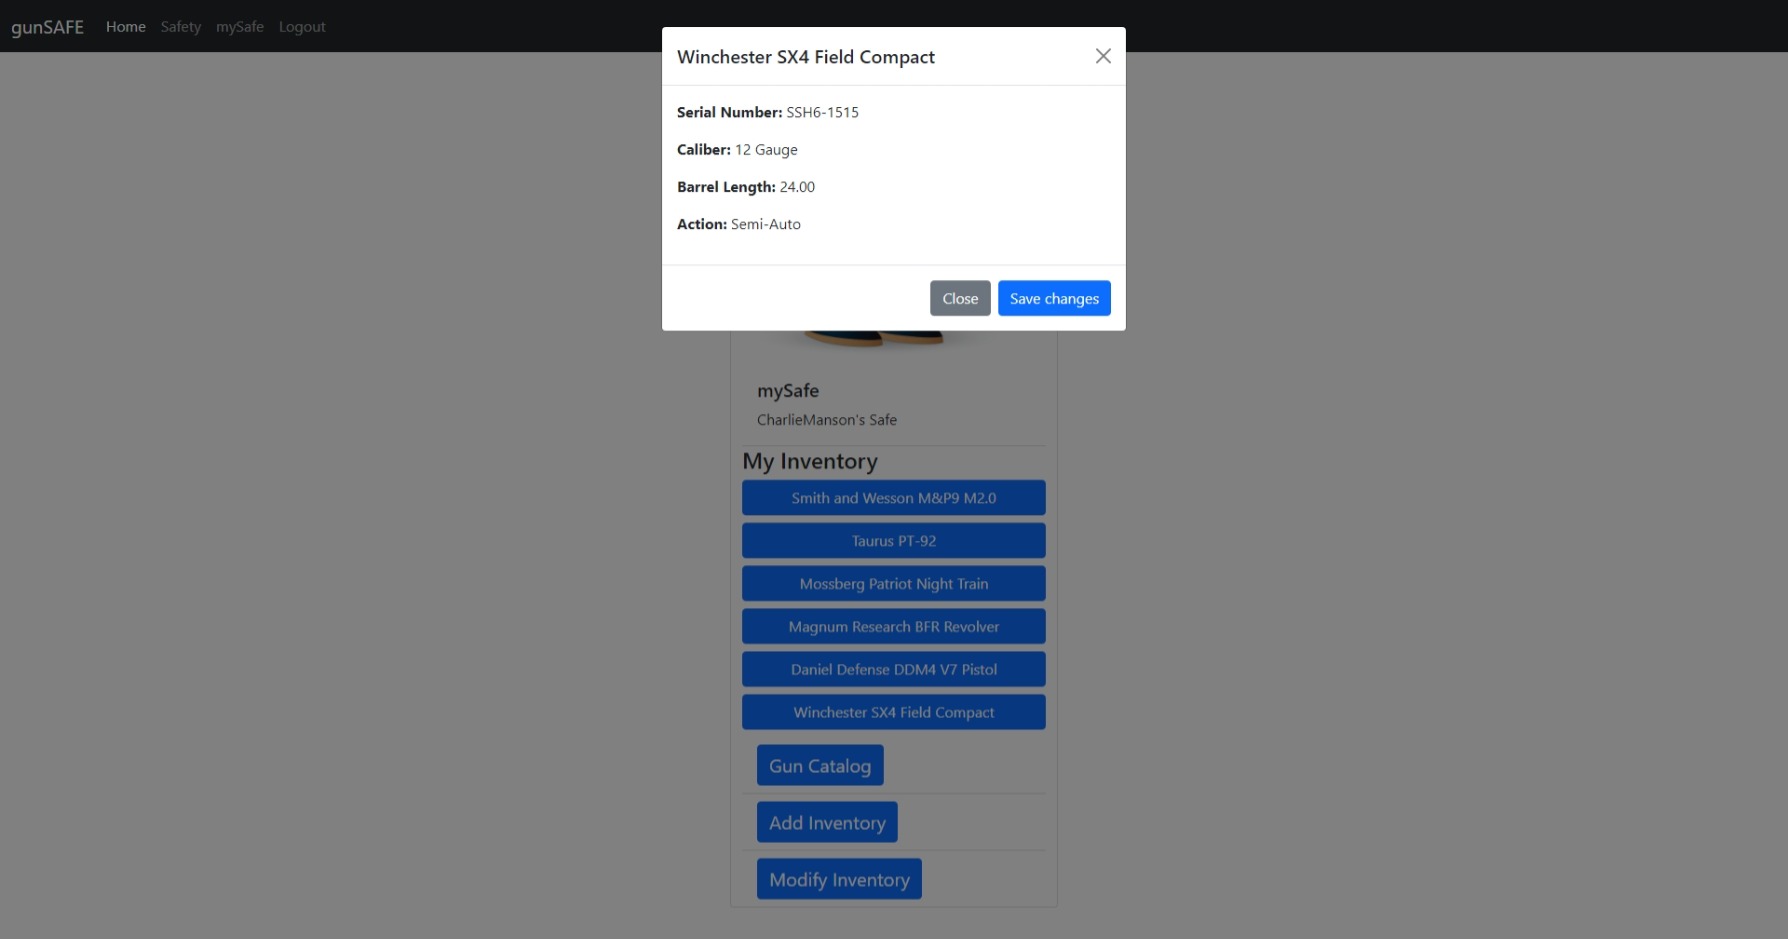 gunSAFE Home Safety mySafe Logout
Winchester SX4 Field Compact
Serial Number: SSH6-1515
Caliber: 12 Gauge
Barrel Length: 24.00
Action: Semi-Auto
Close Save changes
mySafe
CharlieManson's Safe
My Inventory
Smith and Wesson M&P9 M2.0
Taurus PT-92
Mossberg Patriot Night Train
Magnum Research BFR Revolver
Daniel Defense DDM4 V7 Pistol
Winchester SX4 Field Compact
Gun Catalog
Add Inventory
Modify Inventory